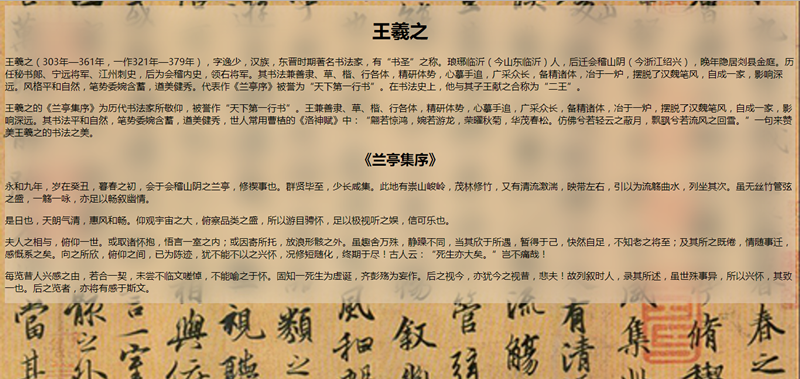 王羲之
王羲之（303年—361年，一作321年—379年），字逸少，汉族，东晋时期著名书法家，有“书圣”之称。琅琊临沂（今山东临沂）人，后迁会稽山阴（今浙江绍兴），晚年隐居剡县金庭。历
任秘书郞、宁远将军、江州刺史，后为会稽内史，领右将军。其书法兼善隶、草、楷、行各体，精研体势，心摹手追，广采众长，备精诸体，冶于一炉，摆脱了汉魏笔风，自成一家，影响
深远。风格平和自然，笔势委婉含蓄，遒美健秀。代表作《兰亭集序》被誉为“天下第一行书”。在书法史上，他与其子王献之合称为“二王”。
王羲之的《兰亭集序》为历代书法家所敬仰，被誉作“天下第一行书”。王兼善隶、草、楷、行各体，精研体势，心摹手追，广采众长，备精诸体，冶于一炉，摆脱了汉魏笔风，自成一家，影
响深远。其书法平和自然，笔势委婉含蓄，遒美健秀，世人常用曹植的《洛神赋》中：“翩若惊鸿，婉若游龙，荣曜秋菊，华茂春松。仿佛兮若轻云之蔽月，飘飖兮若流风之回雪。”一句来赞
美王羲之的书法之美。
《兰亭集序》
永和九年，岁在癸丑，暮春之初，会于会稽山阴之兰亭，修禊事也。群贤毕至，少长咸集。此地有崇山峻岭，茂林修竹，又有清流激湍，映带左右，引以为流觞曲水，列坐其次。虽无丝竹管弦
之盛，一觞一咏，亦足以畅叙幽情。
是日也，天朗气清，惠风和畅。仰观宇宙之大，俯察品类之盛，所以游目骋怀，足以极视听之娱，信可乐也。
夫人之相与，俯仰一世。或取诸怀抱，悟言一室之内；或因寄所托，放浪形骸之外。虽趣舍万殊，静躁不同，当其欣于所遇，暂得于己，快然自足，不知老之将至；及其所之既倦，情随事迁，
感慨系之矣。向之所欣，俯仰之间，已为陈迹，犹不能不以之兴怀，况修短随化，终期于尽！古人云：“死生亦大矣。”岂不痛哉！
每览昔人兴感之由，若合一契，未尝不临文嗟悼，不能喻之于怀。固知一死生为虚诞，齐彭殇为妄作。后之视今，亦犹今之视昔，悲夫！故列叙时人，录其所述，虽世殊事异，所以兴怀，其致
一也。后之览者，亦将有感于斯文。